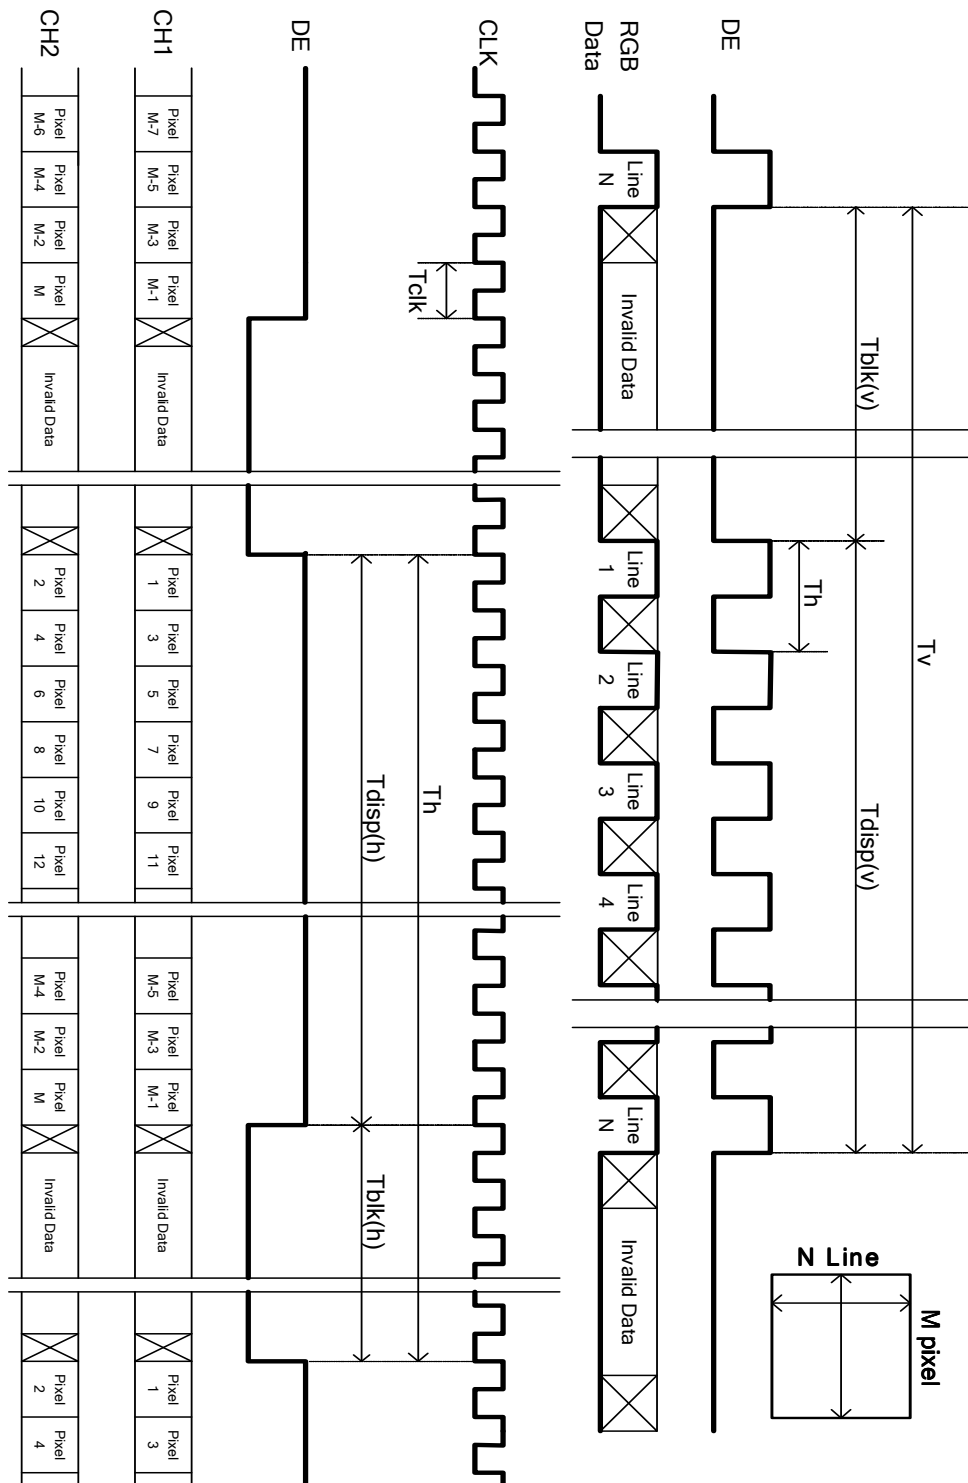 M pixel
N Line
Tv
Tblk(v) Tdisp(v)
Th
DE
RGB Data
Line N
Invalid Data
Line 1
Line 2
Line 3
Line 4
Line N
Invalid Data
CLK
Tclk
Th
Tdisp(h) Tblk(h)
DE
CH1
Pixel M-7
Pixel M-5
Pixel M-3
Pixel M-1
Invalid Data
Pixel 1
Pixel 3
Pixel 5
Pixel 7
Pixel 9
Pixel 11
Pixel M-5
Pixel M-3
Pixel M-1
Invalid Data
Pixel 1
Pixel 3
CH2
Pixel M-6
Pixel M-4
Pixel M-2
Pixel M
Invalid Data
Pixel 2
Pixel 4
Pixel 6
Pixel 8
Pixel 10
Pixel 12
Pixel M-4
Pixel M-2
Pixel M
Invalid Data
Pixel 2
Pixel 4